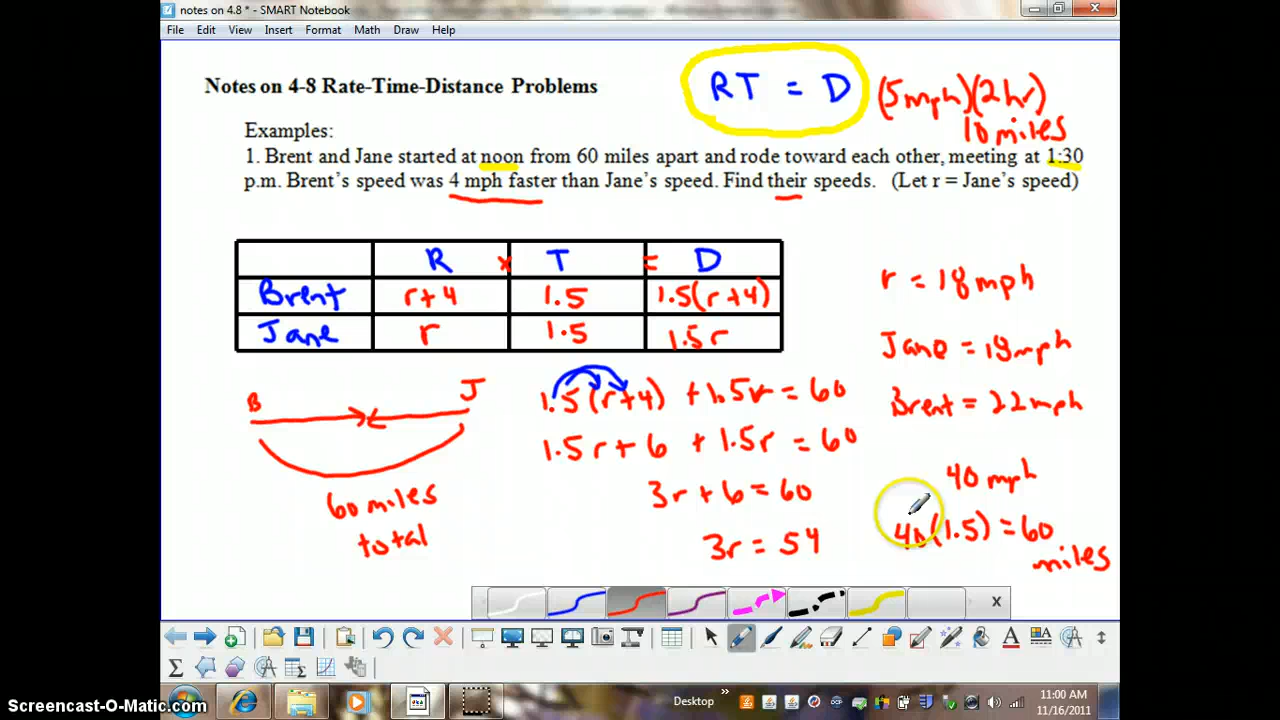 notes on 4.8 * - SMART Notebook
File Edit View Insert Format Math Draw Help
Notes on 4-8 Rate-Time-Distance Problems
RT = D
(5mph)(2hr)
10 miles
Examples:
1. Brent and Jane started at noon from 60 miles apart and rode toward each other, meeting at 1:30
p.m. Brent's speed was 4 mph faster than Jane's speed. Find their speeds. (Let r = Jane's speed)
R × T = D
Brent r+4 1.5 1.5(r+4)
Jane r 1.5 1.5r
B J
60 miles
total
1.5(r+4) + 1.5r = 60
1.5r + 6 + 1.5r = 60
3r + 6 = 60
3r = 54
r = 18mph
Jane = 18mph
Brent = 22mph
40 mph
40(1.5) = 60
miles
x
Desktop
11:00 AM
11/16/2011
Screencast-O-Matic.com